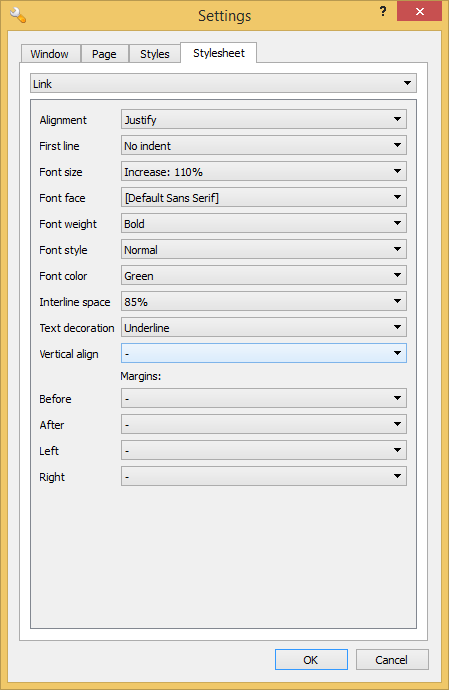 Settings
?
Window Page Styles Stylesheet
Link
Alignment Justify
First line No indent
Font size Increase: 110%
Font face [Default Sans Serif]
Font weight Bold
Font style Normal
Font color Green
Interline space 85%
Text decoration Underline
Vertical align -
Margins:
Before -
After -
Left -
Right -
OK Cancel